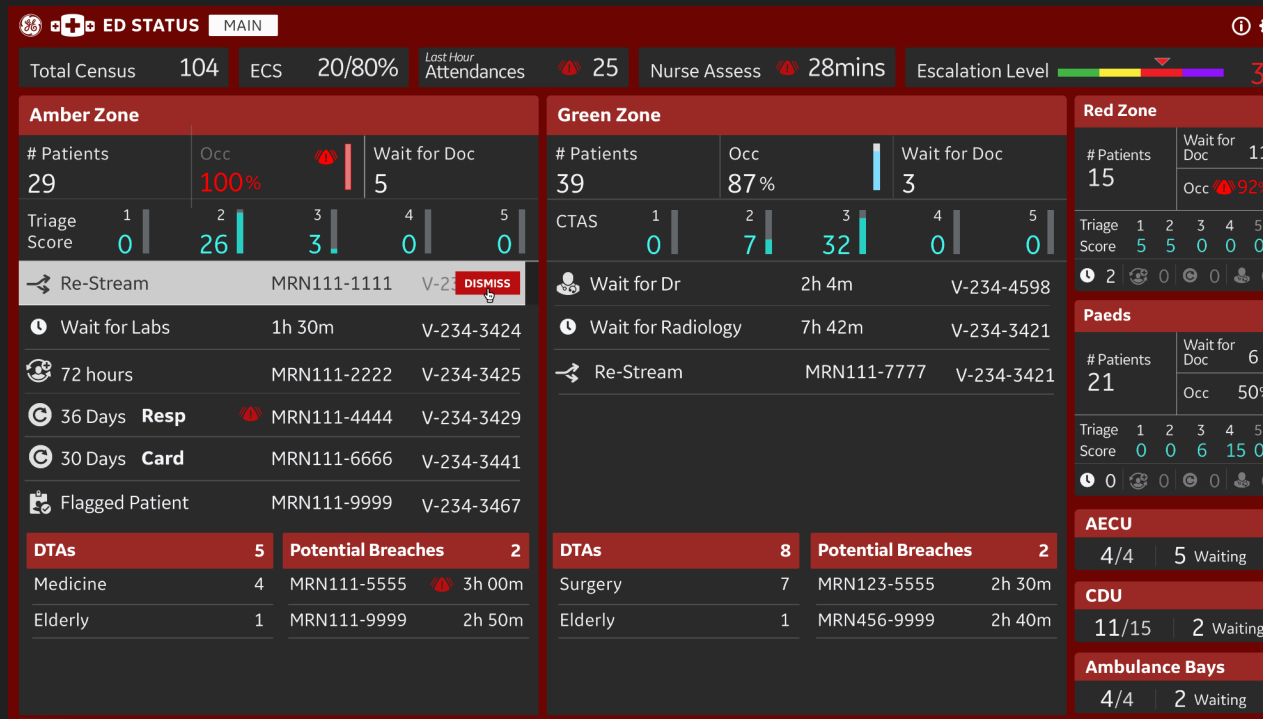 ED STATUS MAIN
Total Census 104 ECS 20/80% Last Hour Attendances 25 Nurse Assess 28mins Escalation Level 3
Amber Zone
# Patients Occ Wait for Doc
29 100% 5
Triage Score 1 2 3 4 5
0 26 3 0 0
Re-Stream MRN111-1111 V-23 DISMISS
Wait for Labs 1h 30m V-234-3424
72 hours MRN111-2222 V-234-3425
36 Days Resp MRN111-4444 V-234-3429
30 Days Card MRN111-6666 V-234-3441
Flagged Patient MRN111-9999 V-234-3467
DTAs 5
Medicine 4
Elderly 1
Potential Breaches 2
MRN111-5555 3h 00m
MRN111-9999 2h 50m
Green Zone
# Patients Occ Wait for Doc
39 87% 3
CTAS 1 2 3 4 5
0 7 32 0 0
Wait for Dr 2h 4m V-234-4598
Wait for Radiology 7h 42m V-234-3421
Re-Stream MRN111-7777 V-234-3421
DTAs 8
Surgery 7
Elderly 1
Potential Breaches 2
MRN123-5555 2h 30m
MRN456-9999 2h 40m
Red Zone
# Patients Wait for Doc 11
15 Occ 92%
Triage 1 2 3 4 5
Score 5 5 0 0 0
2 0 0
Paeds
# Patients Wait for Doc 6
21 Occ 50%
Triage 1 2 3 4 5
Score 0 0 6 15 0
0 0 0
AECU
4/4 5 Waiting
CDU
11/15 2 Waiting
Ambulance Bays
4/4 2 Waiting